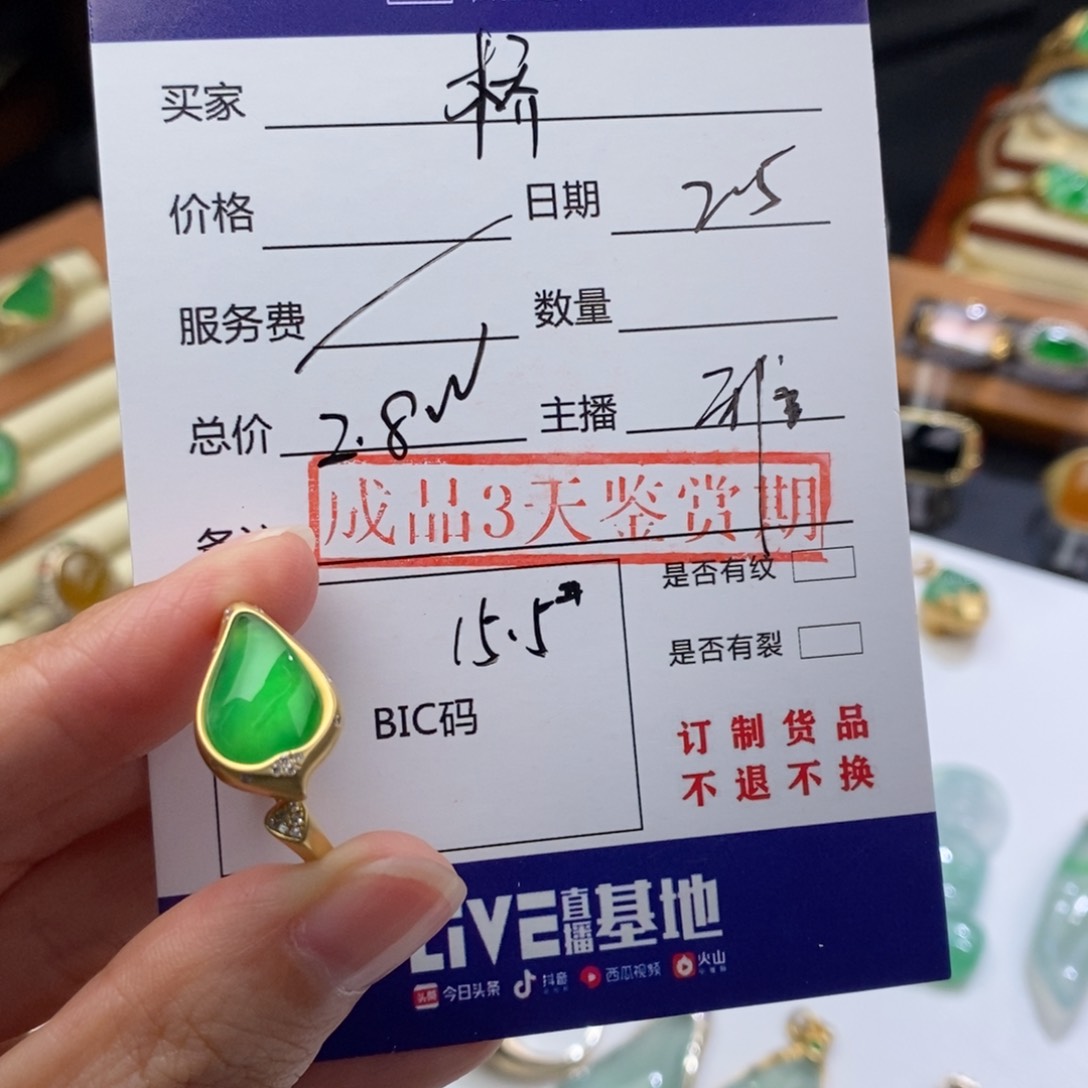 买家 桥
价格 日期 2.5
服务费 数量
总价 2.8W 主播
成品3天鉴赏期
是否有纹
15.5#
是否有裂
BIC码
订制货品
不退不换
LiVE直播基地
头条 今日头条 抖音 西瓜视频 火山